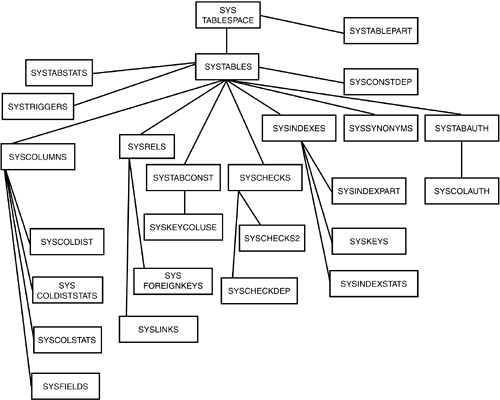 SYS
TABLESPACE
SYSTABLEPART
SYSTABLES
SYSTABSTATS
SYSCONSTDEP
SYSTRIGGERS
SYSINDEXES
SYSSYNONYMS
SYSTABAUTH
SYSCOLUMNS
SYSRELS
SYSTABCONST
SYSCHECKS
SYSINDEXPART
SYSCOLAUTH
SYSKEYCOLUSE
SYSCHECKS2
SYSKEYS
SYSCOLDIST
SYS
FOREIGNKEYS
SYSCHECKDEP
SYSINDEXSTATS
SYS
COLDISTSTATS
SYSLINKS
SYSCOLSTATS
SYSFIELDS